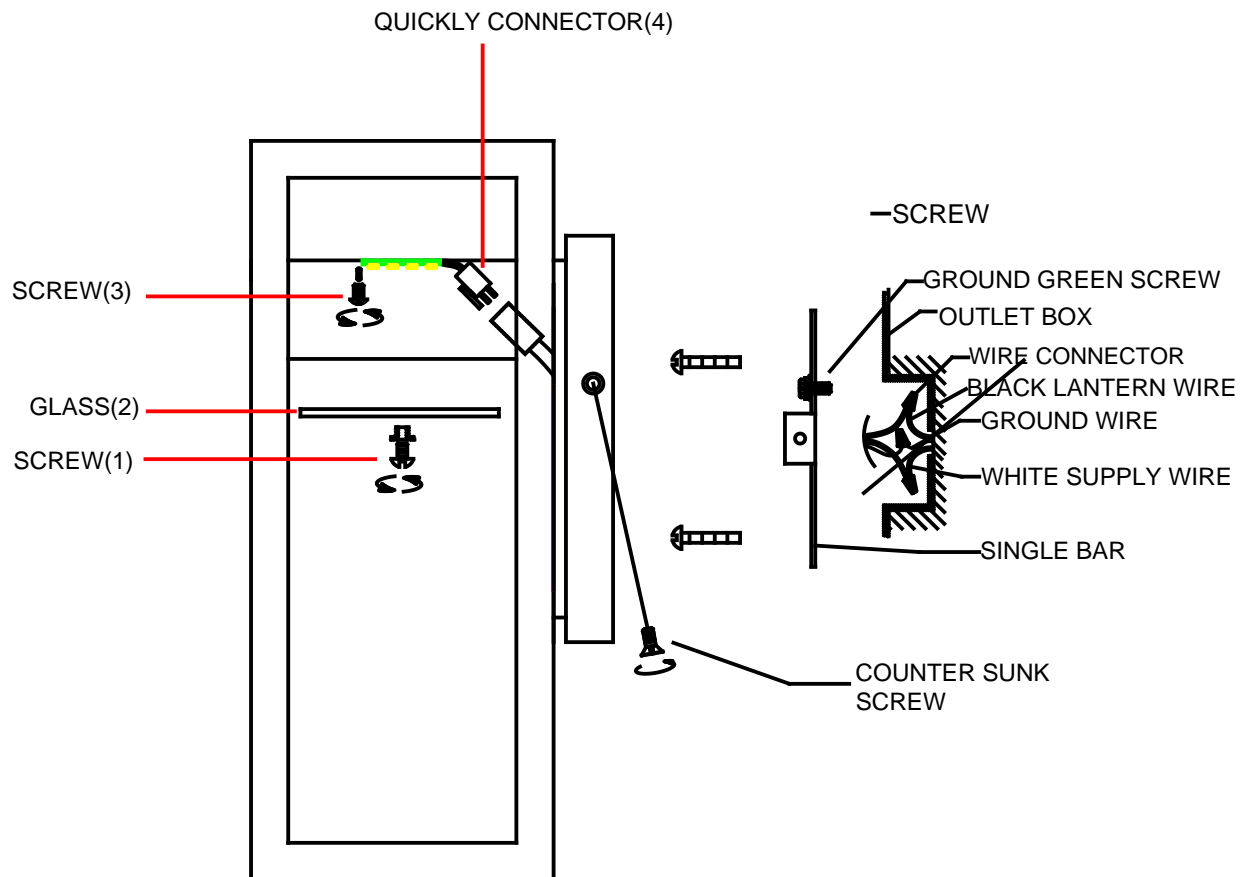 QUICKLY CONNECTOR(4)
SCREW
GROUND GREEN SCREW
SCREW(3)
OUTLET BOX
WIRE CONNECTOR
BLACK LANTERN WIRE
GLASS(2)
GROUND WIRE
SCREW(1)
WHITE SUPPLY WIRE
SINGLE BAR
COUNTER SUNK
SCREW